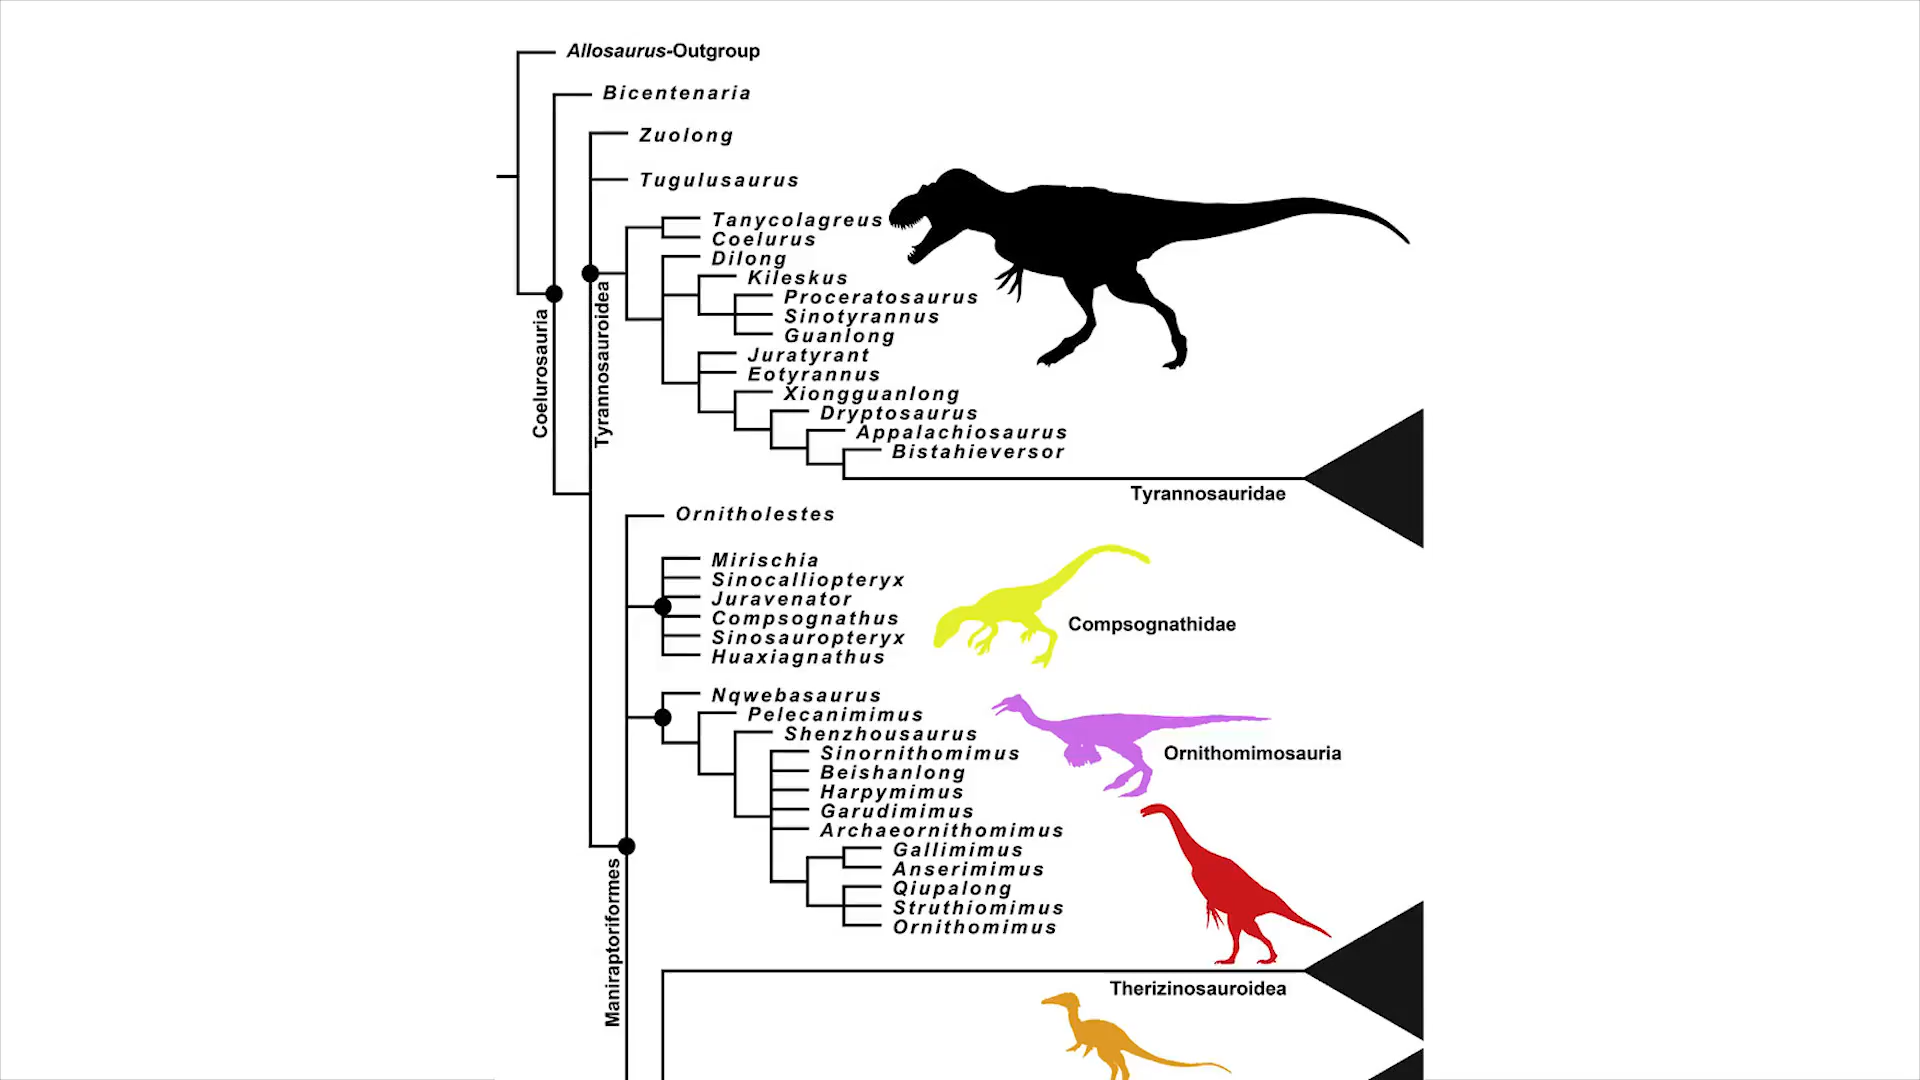 Allosaurus-Outgroup
Bicentenaria
Zuolong
Tugulusaurus
Tanycolagreus
Coelurus
Dilong
Kileskus
Proceratosaurus
Sinotyrannus
Guanlong
Juratyrant
Eotyrannus
Xiongguanlong
Dryptosaurus
Appalachiosaurus
Bistahieversor
Tyrannosauridae
Coelurosauria
Tyrannosauroidea
Ornitholestes
Mirischia
Sinocalliopteryx
Juravenator
Compsognathus
Sinosauropteryx
Huaxiagnathus
Compsognathidae
Nqwebasaurus
Pelecanimimus
Shenzhousaurus
Sinornithomimus
Beishanlong
Harpymimus
Garudimimus
Archaeornithomimus
Gallimimus
Anserimimus
Qiupalong
Struthiomimus
Ornithomimus
Ornithomimosauria
Maniraptoriformes
Therizinosauroidea